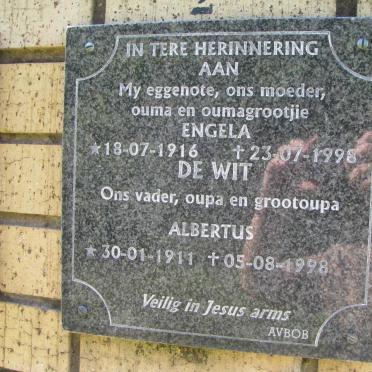 IN TERE HERINNERING
AAN
My eggenote, ons moeder,
ouma en oumagrootjie
ENGELA
★18-07-1916 ✝23-07-1998
DE WIT
Ons vader, oupa en grootoupa
ALBERTUS
★30-01-1911 ✝05-08-1998
Veilig in Jesus arms
AVBOB